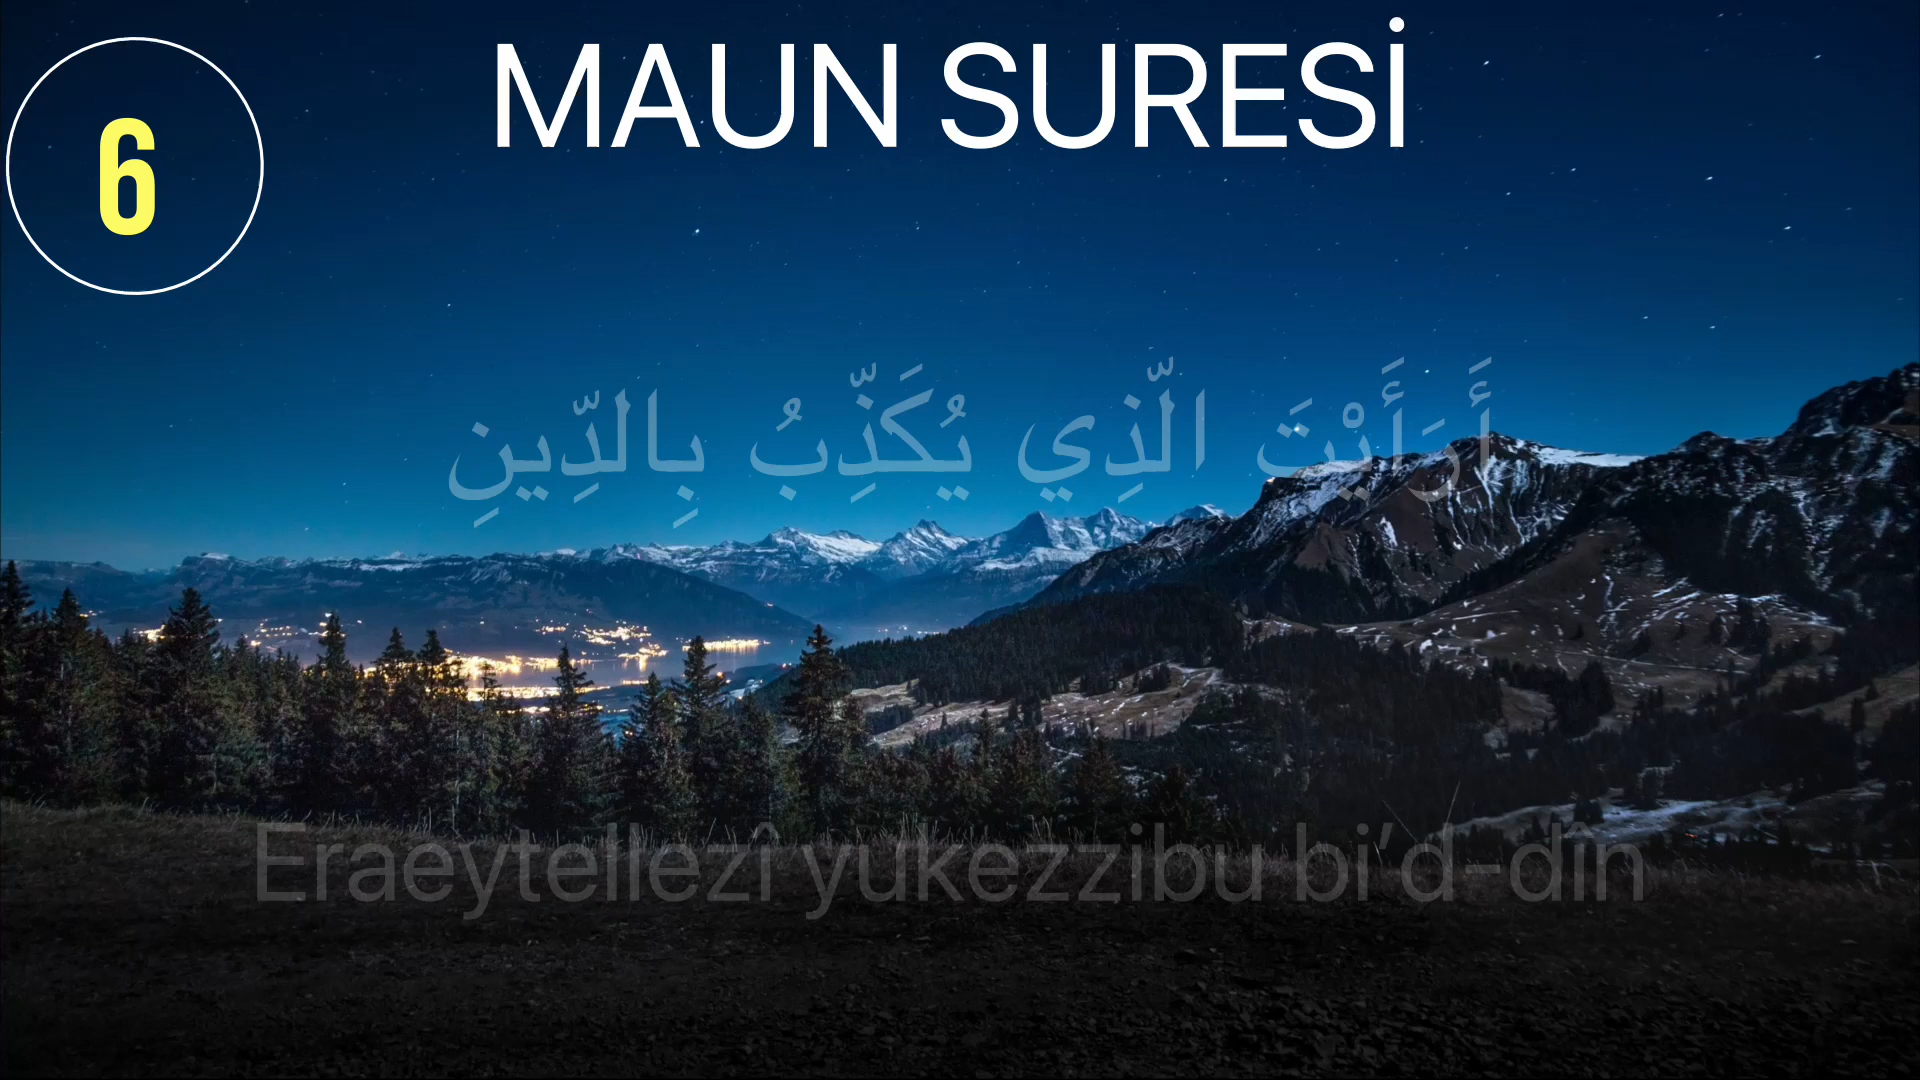 6
MAUN SURESİ
أَرَأَيْتَ الَّذِي يُكَذِّبُ بِالدِّينِ
Eraeytellezî yukezzibu bi’d-dîn